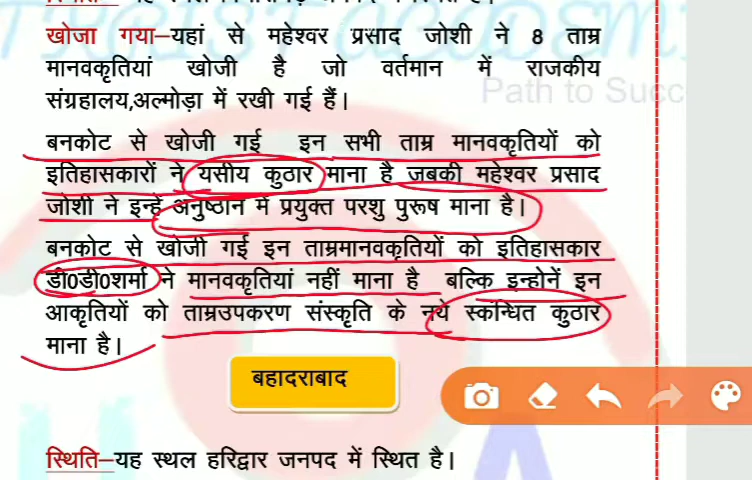 खोजा गया–यहां से महेश्वर प्रसाद जोशी ने 8 ताम्र
मानवकृतियां खोजी है जो वर्तमान में राजकीय
संग्रहालय,अल्मोड़ा में रखी गई हैं।
Path to Succ
बनकोट से खोजी गई इन सभी ताम्र मानवकृतियों को
इतिहासकारों ने यसीय कुठार माना है जबकी महेश्वर प्रसाद
जोशी ने इन्हें अनुष्ठान में प्रयुक्त परशु पुरूष माना है।
बनकोट से खोजी गई इन ताम्रमानवकृतियों को इतिहासकार
डी0डी0शर्मा ने मानवकृतियां नहीं माना है बल्कि इन्होनें इन
आकृतियों को ताम्रउपकरण संस्कृति के नये स्कन्धित कुठार
माना है।
बहादराबाद
स्थिति–यह स्थल हरिद्वार जनपद में स्थित है।